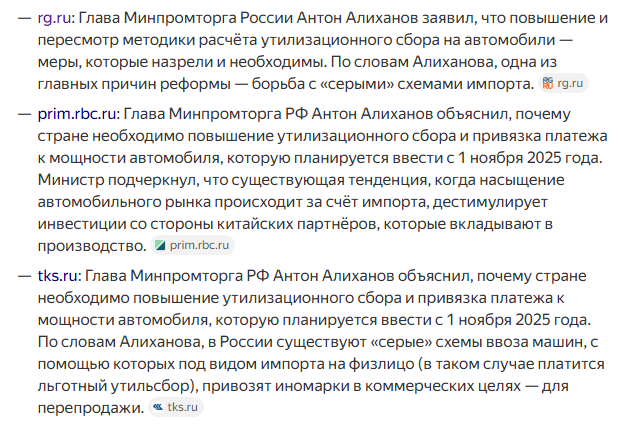 — rg.ru: Глава Минпромторга России Антон Алиханов заявил, что повышение и
пересмотр методики расчёта утилизационного сбора на автомобили —
меры, которые назрели и необходимы. По словам Алиханова, одна из
главных причин реформы — борьба с «серыми» схемами импорта. rg.ru
— prim.rbc.ru: Глава Минпромторга РФ Антон Алиханов объяснил, почему
стране необходимо повышение утилизационного сбора и привязка платежа
к мощности автомобиля, которую планируется ввести с 1 ноября 2025 года.
Министр подчеркнул, что существующая тенденция, когда насыщение
автомобильного рынка происходит за счёт импорта, дестимулирует
инвестиции со стороны китайских партнёров, которые вкладывают в
производство. prim.rbc.ru
— tks.ru: Глава Минпромторга РФ Антон Алиханов объяснил, почему стране
необходимо повышение утилизационного сбора и привязка платежа к
мощности автомобиля, которую планируется ввести с 1 ноября 2025 года.
По словам Алиханова, в России существуют «серые» схемы ввоза машин, с
помощью которых под видом импорта на физлицо (в таком случае платится
льготный утильсбор), привозят иномарки в коммерческих целях — для
перепродажи. tks.ru